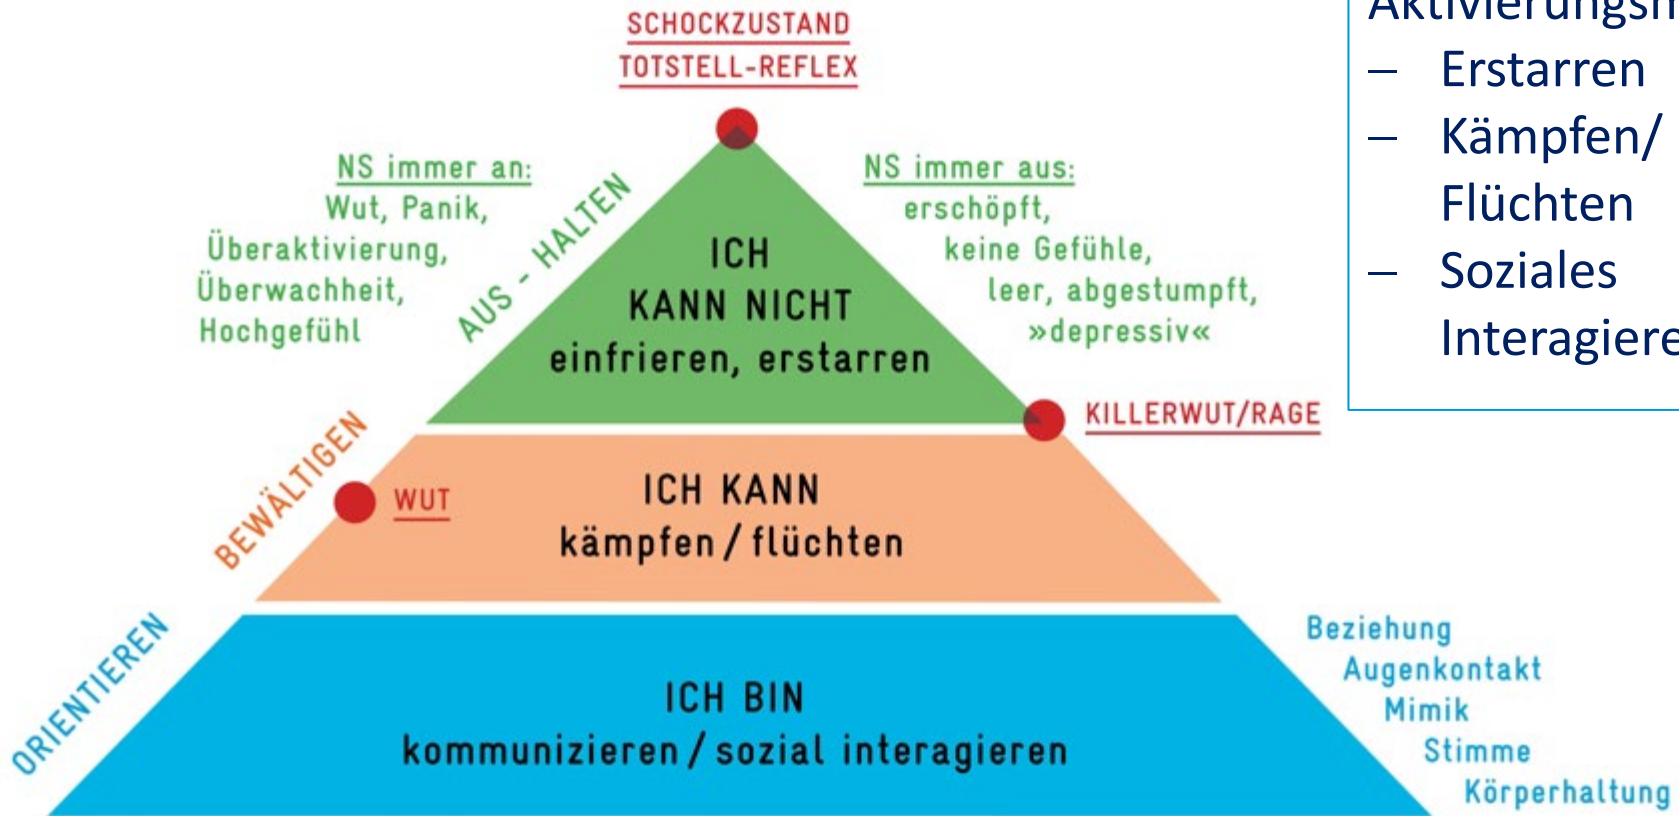 SCHOCKZUSTAND
TOTSTELL-REFLEX
NS immer an:
Wut, Panik,
Überaktivierung,
Überwachheit,
Hochgefühl
AUS - HALTEN
NS immer aus:
erschöpft,
keine Gefühle,
leer, abgestumpft,
»depressiv«
ICH
KANN NICHT
einfrieren, erstarren
KILLERWUT/RAGE
BEWÄLTIGEN
WUT
ICH KANN
kämpfen / flüchten
ORIENTIEREN
ICH BIN
kommunizieren / sozial interagieren
Beziehung
Augenkontakt
Mimik
Stimme
Körperhaltung
– Erstarren
– Kämpfen/
Flüchten
– Soziales